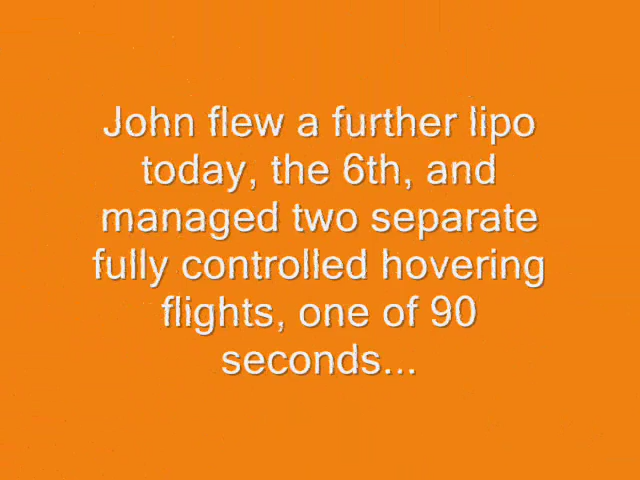 John flew a further lipo
today, the 6th, and
managed two separate
fully controlled hovering
flights, one of 90
seconds...